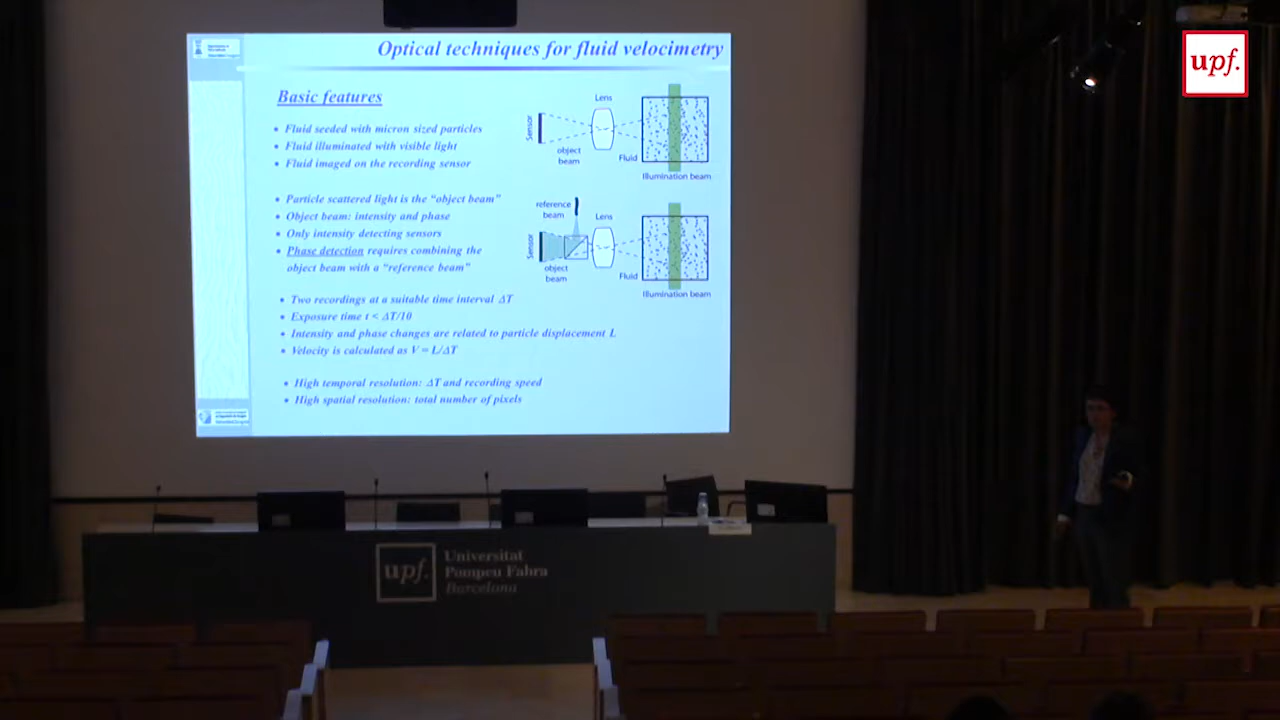 Optical techniques for fluid velocimetry
Basic features
• Fluid seeded with micron sized particles
• Fluid illuminated with visible light
• Fluid imaged on the recording sensor
• Particle scattered light is the “object beam”
• Object beam: intensity and phase
• Only intensity detecting sensors
• Phase detection requires combining the
object beam with a “reference beam”
• Two recordings at a suitable time interval ΔT
• Exposure time t < ΔT/10
• Intensity and phase changes are related to particle displacement L
• Velocity is calculated as V = L/ΔT
• High temporal resolution: ΔT and recording speed
• High spatial resolution: total number of pixels
Lens
Sensor
object
beam
Fluid
Illumination beam
reference
beam
Lens
Sensor
object
beam
Fluid
Illumination beam
upf.
upf.
Universitat
Pompeu Fabra
Barcelona